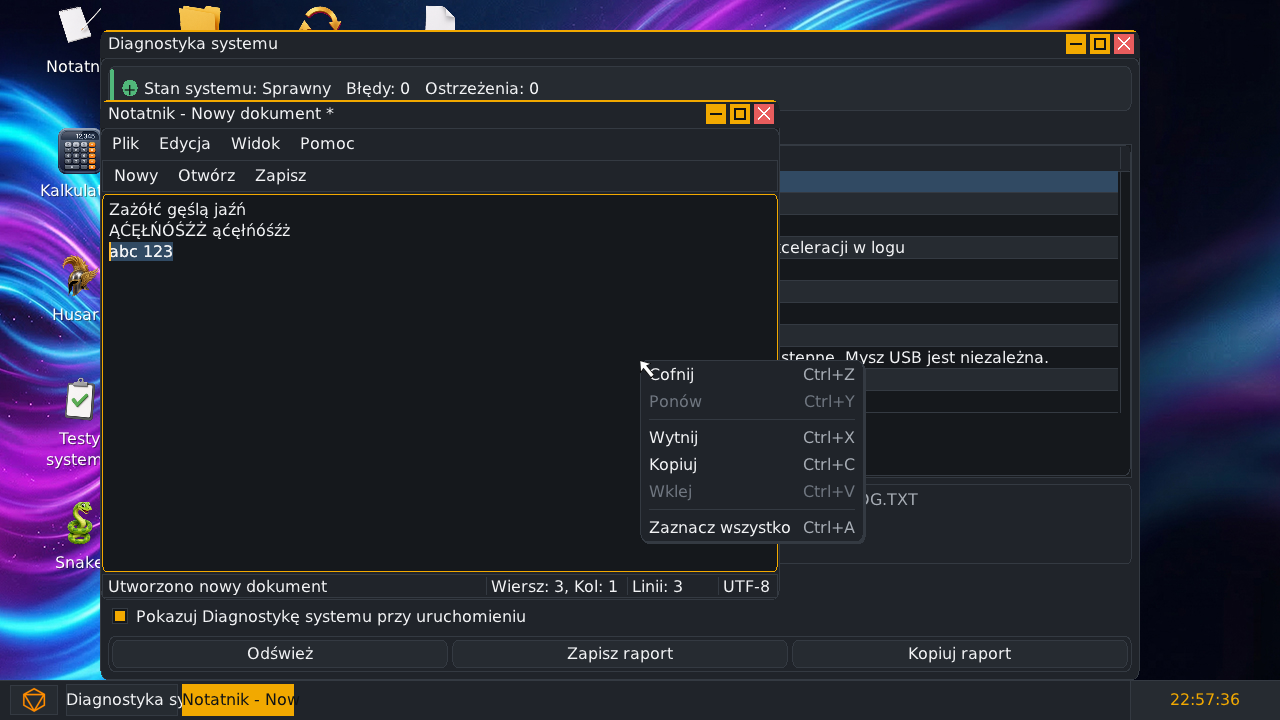 Notatn
Diagnostyka systemu
Stan systemu: Sprawny Błędy: 0 Ostrzeżenia: 0
Notatnik - Nowy dokument *
Plik Edycja Widok Pomoc
Nowy Otwórz Zapisz
Zażółć gęślą jaźń
ĄĆĘŁŃÓŚŹŻ ąćęłńóśźż
abc 123
celeracji w logu
stępne. Mysz USB jest niezależna.
Cofnij Ctrl+Z
Ponów Ctrl+Y
Wytnij Ctrl+X
Kopiuj Ctrl+C
Wklej Ctrl+V
Zaznacz wszystko Ctrl+A
OG.TXT
Kalkula
Husar
Testy
system
Snake
Utworzono nowy dokument Wiersz: 3, Kol: 1 Linii: 3 UTF-8
Pokazuj Diagnostykę systemu przy uruchomieniu
Odśwież Zapisz raport Kopiuj raport
Diagnostyka sy Notatnik - Now 22:57:36